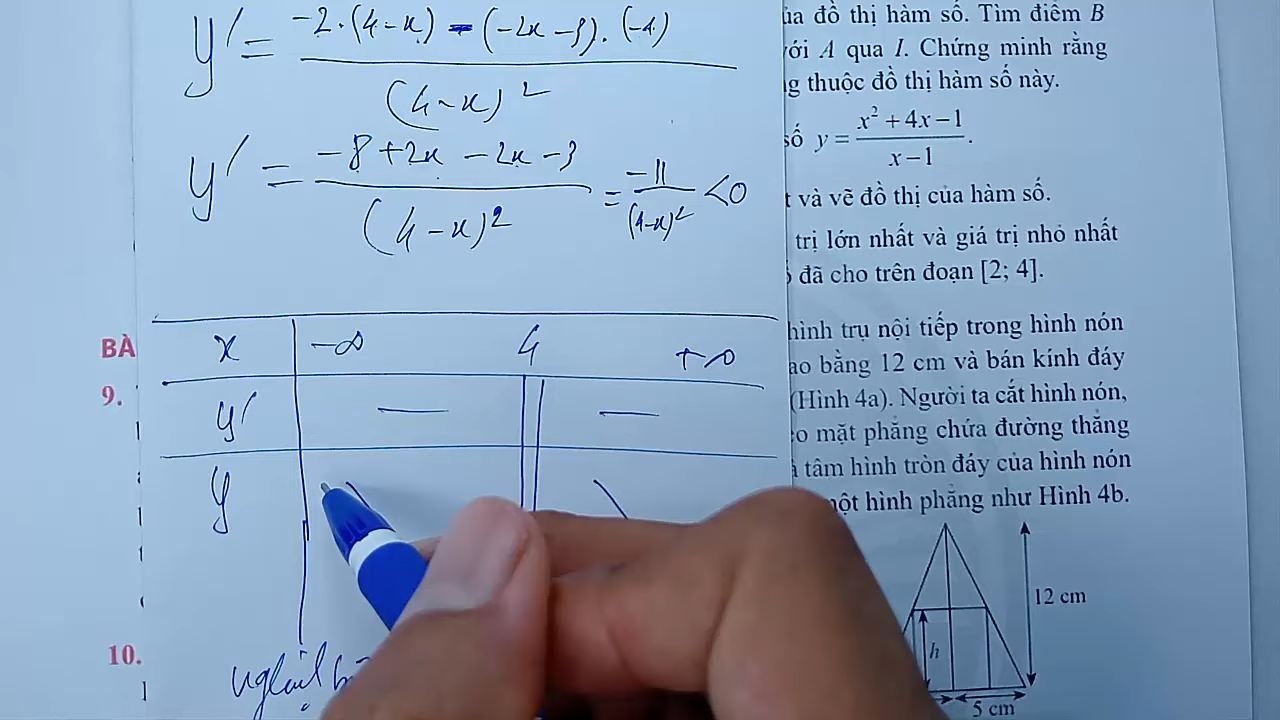 y' = -2.(4-x) - (-2x-3).(-1) / (4-x)²
y' = -8+2x-2x-3 / (4-x)² = -11 / (4-x)² < 0
x -∞ 4 +∞
y' — —
y
nghịch
BÀ
9.
10.
ủa đồ thị hàm số. Tìm điểm B
với A qua I. Chứng minh rằng
ng thuộc đồ thị hàm số này.
số y = x² + 4x − 1 / x − 1.
t và vẽ đồ thị của hàm số.
trị lớn nhất và giá trị nhỏ nhất
đã cho trên đoạn [2; 4].
hình trụ nội tiếp trong hình nón
ao bằng 12 cm và bán kính đáy
(Hình 4a). Người ta cắt hình nón,
eo mặt phẳng chứa đường thẳng
à tâm hình tròn đáy của hình nón
một hình phẳng như Hình 4b.
12 cm
h
5 cm